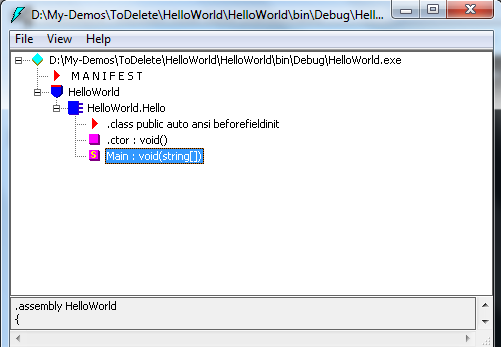 D:\My-Demos\ToDelete\HelloWorld\HelloWorld\bin\Debug\Hell...
File View Help
D:\My-Demos\ToDelete\HelloWorld\HelloWorld\bin\Debug\HelloWorld.exe
M A N I F E S T
HelloWorld
HelloWorld.Hello
.class public auto ansi beforefieldinit
.ctor : void()
S Main : void(string[])
.assembly HelloWorld
{